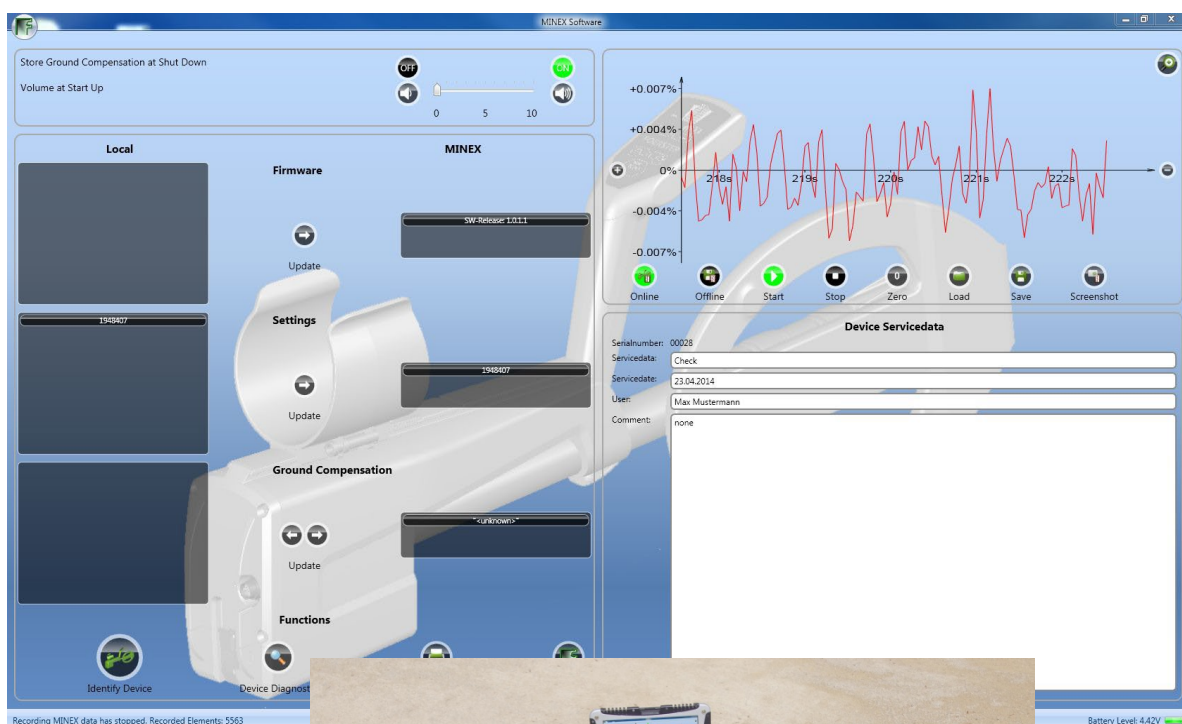 MINEX Software
Store Ground Compensation at Shut Down
OFF
ON
Volume at Start Up
0 5 10
Local
MINEX
Firmware
SW-Release: 1.0.1.1
Update
1948407
Settings
1948407
Update
Ground Compensation
"<unknown>"
Update
Functions
Identify Device
Device Diagnost
+0.007%
+0.004%
0%
-0.004%
-0.007%
218s 219s 220s 221s 222s
0
Online Offline Start Stop Zero Load Save Screenshot
Device Servicedata
Serialnumber: 00028
Servicedata: Check
Servicedate: 23.04.2014
User: Max Mustermann
Comment: none
Recording MINEX data has stopped. Recorded Elements: 5563
Battery Level: 4.42V